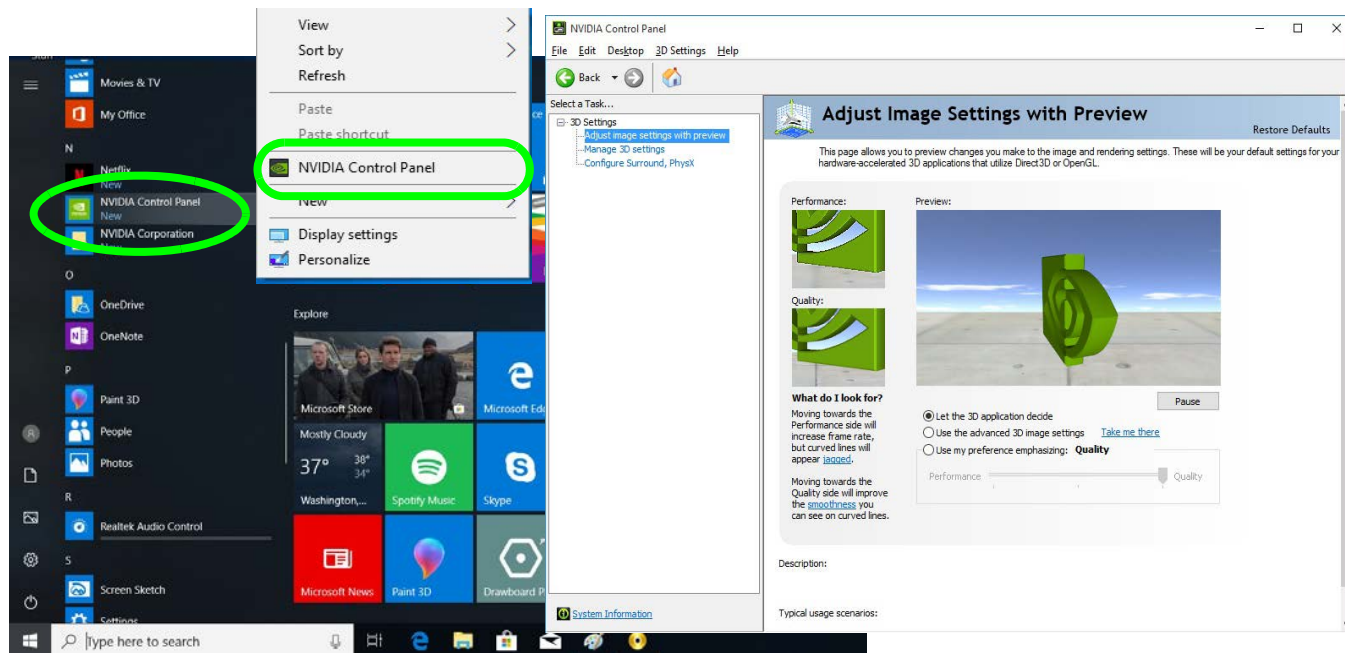 Movies & TV
My Office
N
Netflix
New
NVIDIA Control Panel
New
NVIDIA Corporation
New
O
OneDrive
OneNote
P
Paint 3D
People
Photos
R
Realtek Audio Control
S
Screen Sketch
Settings
Type here to search
View
Sort by
Refresh
Paste
Paste shortcut
NVIDIA Control Panel
New
Display settings
Personalize
Explore
Microsoft Store
Mostly Cloudy
37° 38°
34°
Washington,...
Spotify Music
Skype
Microsoft News
Paint 3D
NVIDIA Control Panel
File Edit Desktop 3D Settings Help
Back
Select a Task...
3D Settings
Adjust image settings with preview
Manage 3D settings
Configure Surround, PhysX
System Information
Adjust Image Settings with Preview
Restore Defaults
This page allows you to preview changes you make to the image and rendering settings. These will be your default settings for your
hardware-accelerated 3D applications that utilize Direct3D or OpenGL.
Performance:
Preview:
Quality:
What do I look for?
Moving towards the
Performance side will
increase frame rate,
but curved lines will
appear jagged.
Moving towards the
Quality side will improve
the smoothness you
can see on curved lines.
Pause
Let the 3D application decide
Use the advanced 3D image settings Take me there
Use my preference emphasizing: Quality
Performance Quality
Description:
Typical usage scenarios: